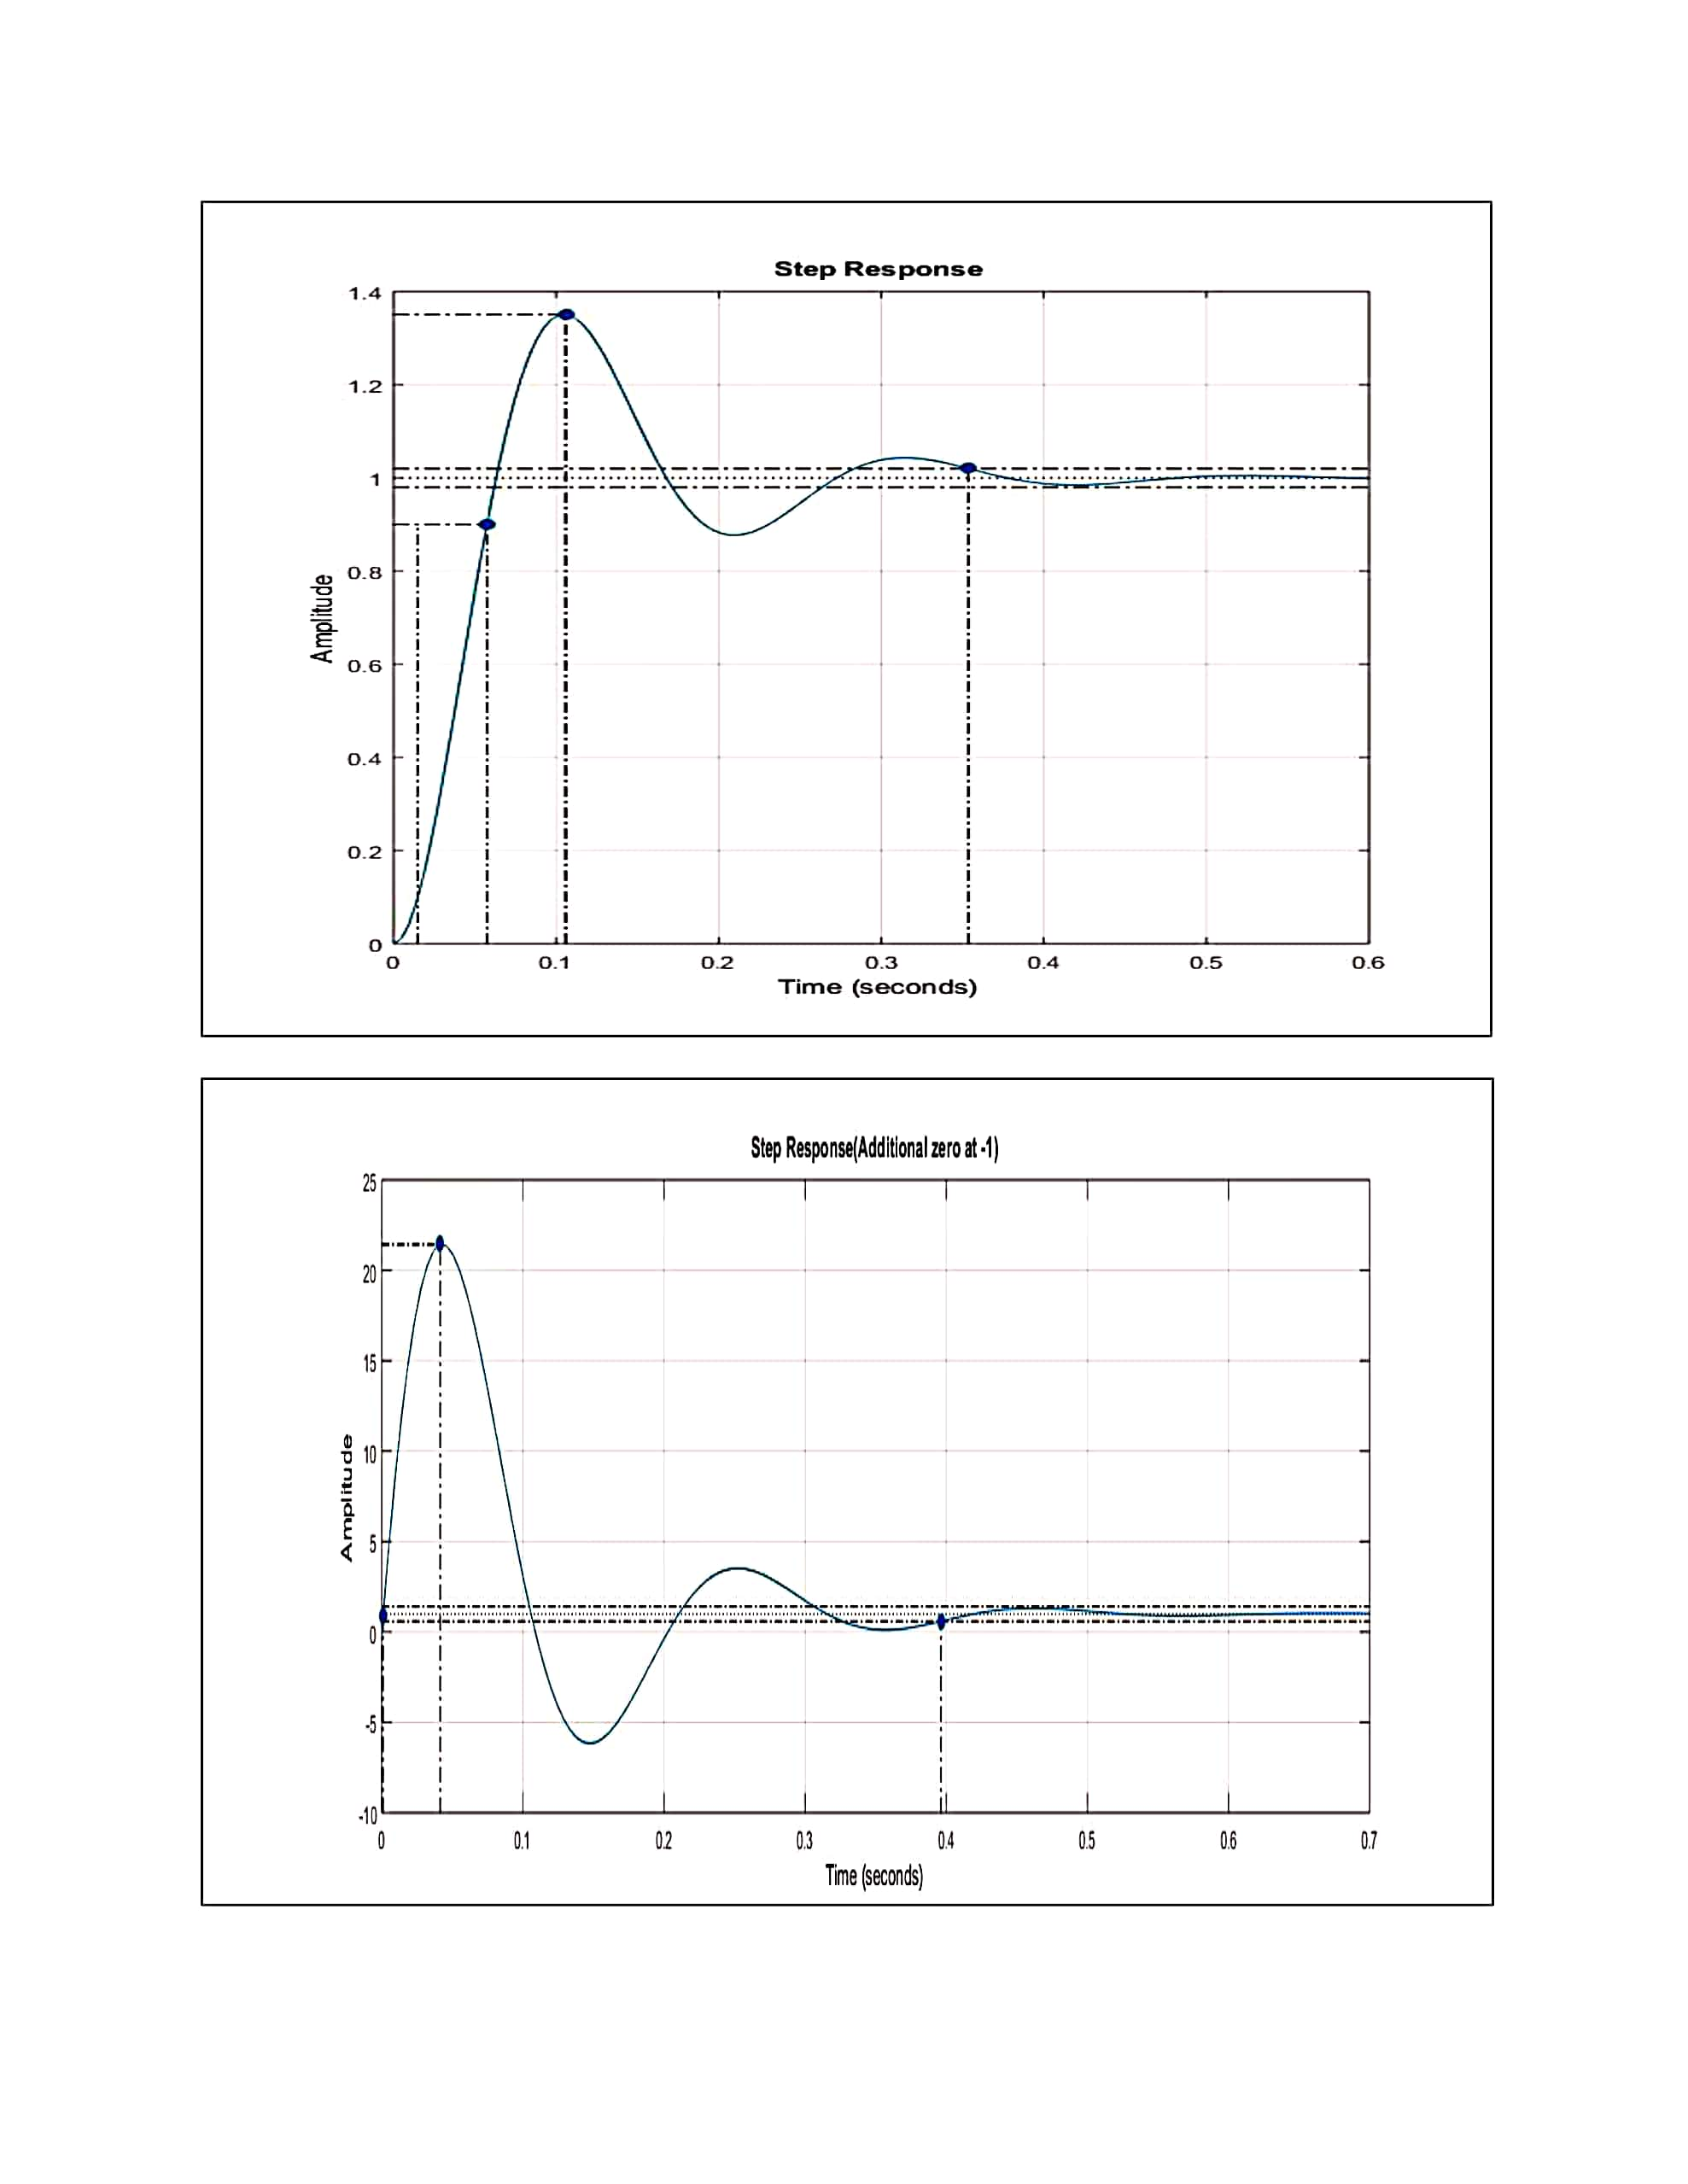 Step Response
1.4
1.2
1
0.8
0.6
0.4
0.2
0
Amplitude
0 0.1 0.2 0.3 0.4 0.5 0.6
Time (seconds)
Step Response(Additional zero at -1)
25
20
15
10
5
0
-5
-10
Amplitude
0 0.1 0.2 0.3 0.4 0.5 0.6 0.7
Time (seconds)